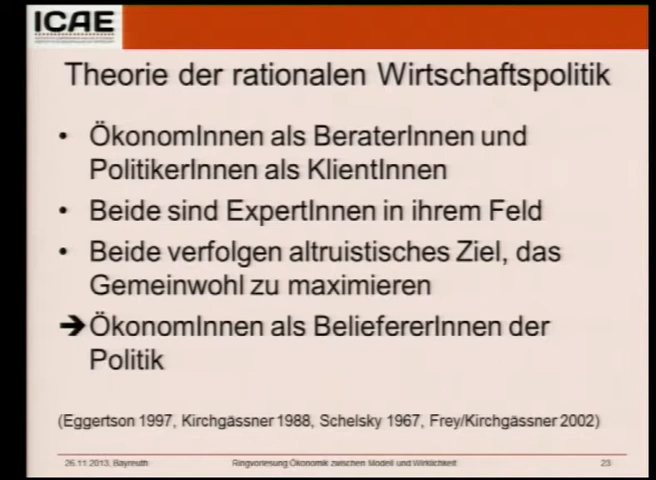 ICAE
Theorie der rationalen Wirtschaftspolitik
• ÖkonomInnen als BeraterInnen und
PolitikerInnen als KlientInnen
• Beide sind ExpertInnen in ihrem Feld
• Beide verfolgen altruistisches Ziel, das
Gemeinwohl zu maximieren
➔ ÖkonomInnen als BeliefererInnen der
Politik
(Eggertson 1997, Kirchgässner 1988, Schelsky 1967, Frey/Kirchgässner 2002)
26.11.2013, Bayreuth Ringvorlesung Ökonomik zwischen Modell und Wirklichkeit 23